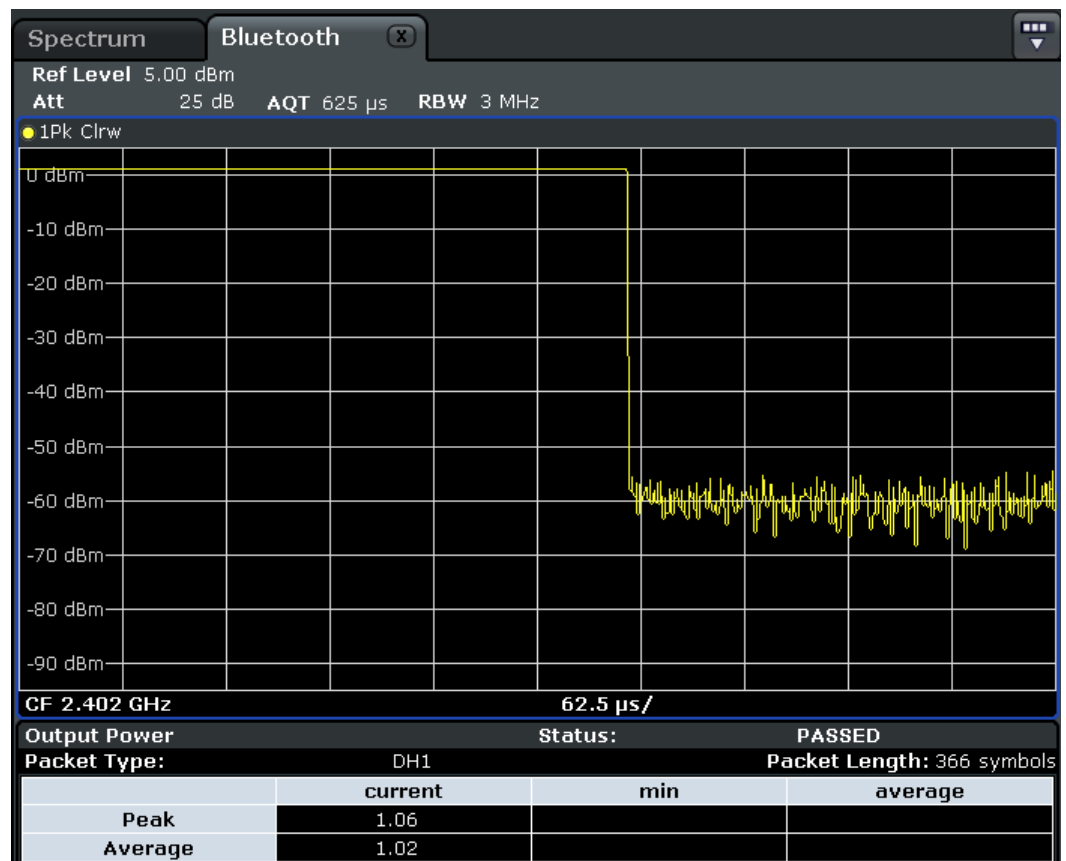 Spectrum Bluetooth X
Ref Level 5.00 dBm
Att 25 dB AQT 625 µs RBW 3 MHz
1Pk Clrw
0 dBm
-10 dBm
-20 dBm
-30 dBm
-40 dBm
-50 dBm
-60 dBm
-70 dBm
-80 dBm
-90 dBm
CF 2.402 GHz 62.5 µs/
Output Power Status: PASSED
Packet Type: DH1 Packet Length: 366 symbols
current min average
Peak 1.06
Average 1.02